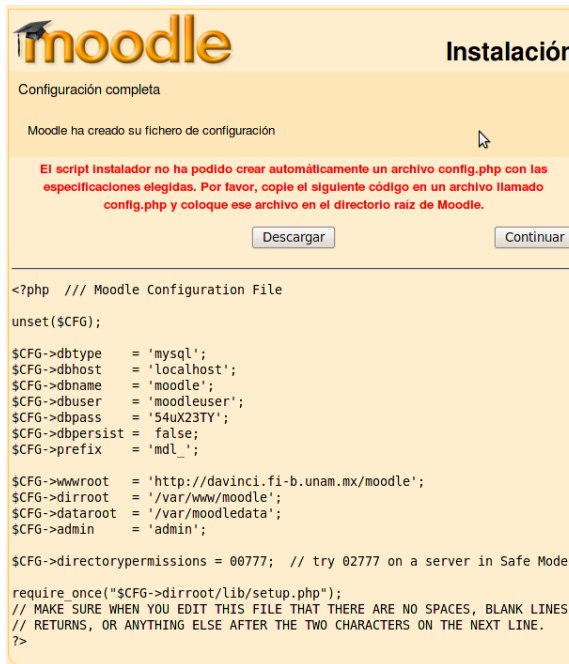 moodle
Instalación
Configuración completa
Moodle ha creado su fichero de configuración
El script instalador no ha podido crear automáticamente un archivo config.php con las
especificaciones elegidas. Por favor, copie el siguiente código en un archivo llamado
config.php y coloque ese archivo en el directorio raíz de Moodle.
Descargar
Continuar
<?php  /// Moodle Configuration File
unset($CFG);
$CFG->dbtype    = 'mysql';
$CFG->dbhost    = 'localhost';
$CFG->dbname    = 'moodle';
$CFG->dbuser    = 'moodleuser';
$CFG->dbpass    = '54uX23TY';
$CFG->dbpersist =  false;
$CFG->prefix    = 'mdl_';
$CFG->wwwroot   = 'http://davinci.fi-b.unam.mx/moodle';
$CFG->dirroot   = '/var/www/moodle';
$CFG->dataroot  = '/var/moodledata';
$CFG->admin     = 'admin';
$CFG->directorypermissions = 00777;  // try 02777 on a server in Safe Mode
require_once("$CFG->dirroot/lib/setup.php");
// MAKE SURE WHEN YOU EDIT THIS FILE THAT THERE ARE NO SPACES, BLANK LINES
// RETURNS, OR ANYTHING ELSE AFTER THE TWO CHARACTERS ON THE NEXT LINE.
?>